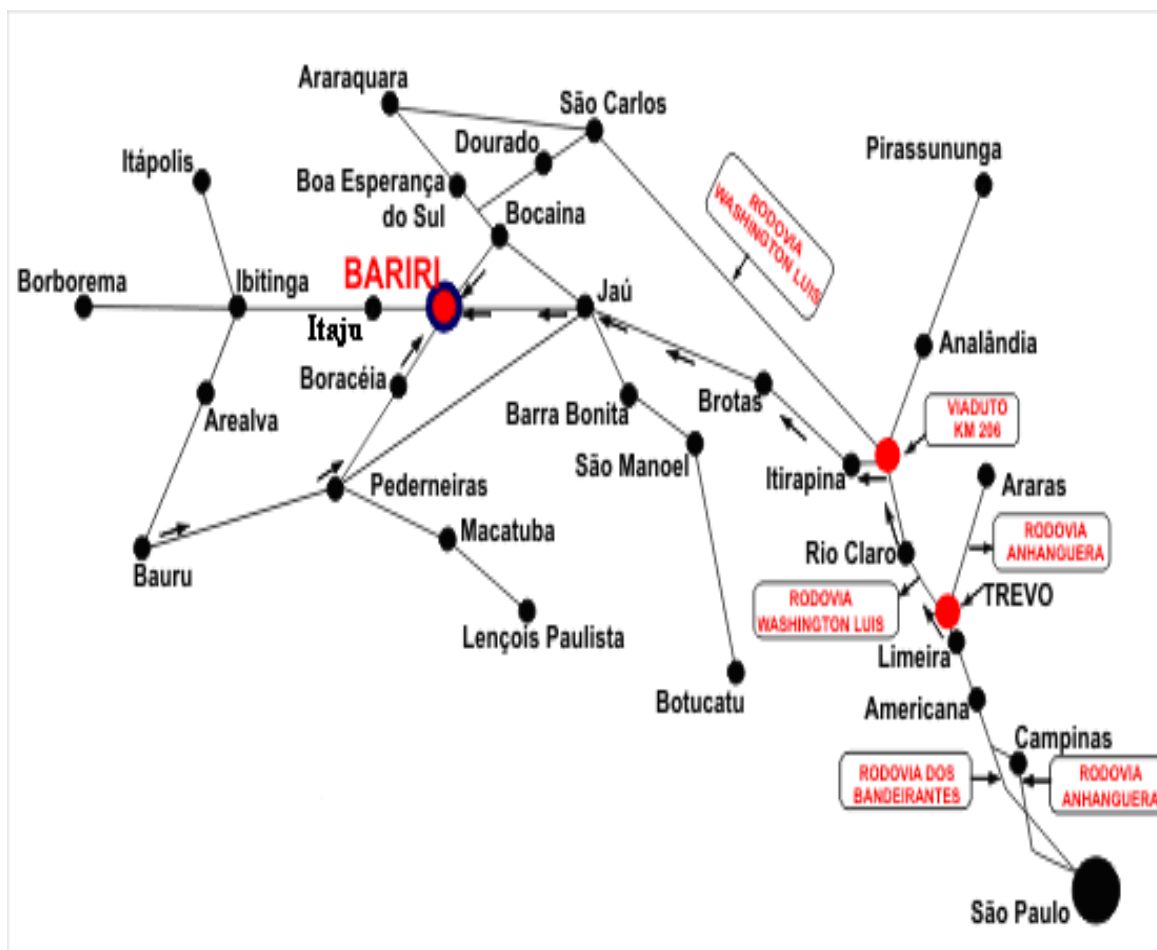 Araraquara
São Carlos
Dourado
Pirassununga
Itápolis
Boa Esperança
do Sul
Bocaina
RODOVIA
WASHINGTON LUIS
BARIRI
Borborema
Ibitinga
Itaju
Jaú
Analândia
Boracéia
Arealva
Barra Bonita
Brotas
VIADUTO
KM 206
São Manoel
Itirapina
Araras
Pederneiras
Macatuba
Bauru
Rio Claro
RODOVIA
ANHANGUERA
RODOVIA
WASHINGTON LUIS
TREVO
Lençois Paulista
Limeira
Botucatu
Americana
Campinas
RODOVIA DOS
BANDEIRANTES
RODOVIA
ANHANGUERA
São Paulo